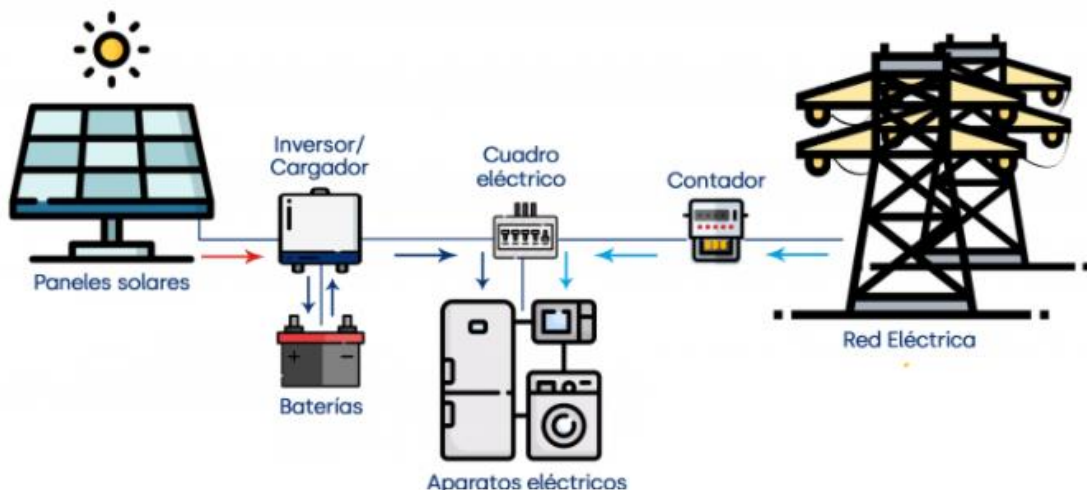 Inversor/
Cargador
Cuadro
eléctrico
Contador
Paneles solares
Baterías
Red Eléctrica
Aparatos eléctricos